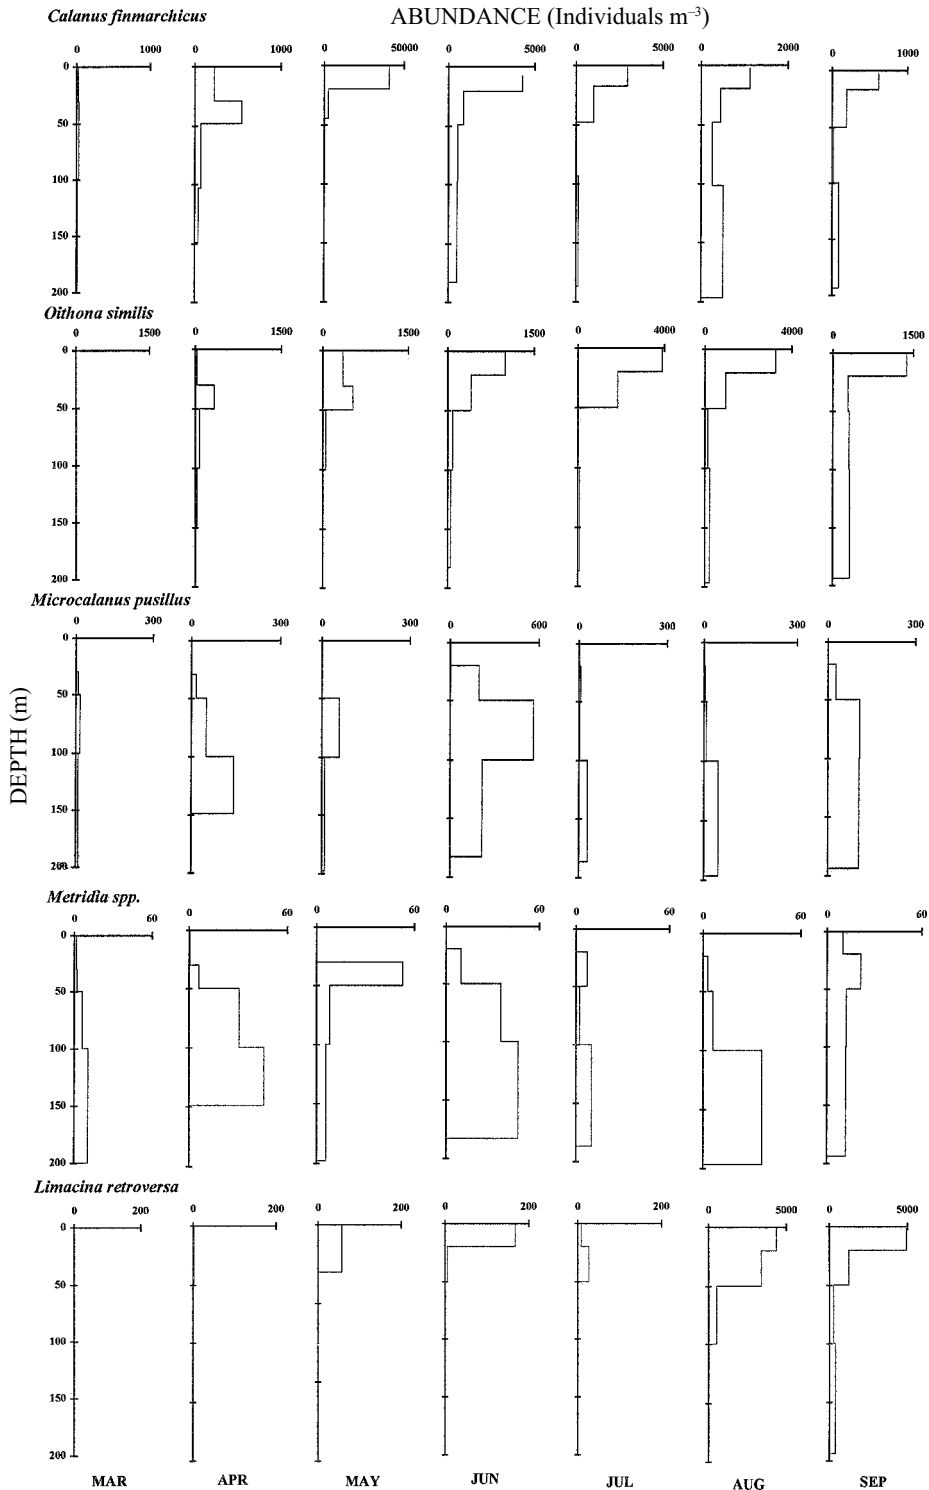 Calanus finmarchicus
ABUNDANCE (Individuals m⁻³)
0 1000 0 1000 0 50000 0 5000 0 5000 0 2000 0 1000
0
50
100
150
200
Oithona similis
0 1500 0 1500 0 1500 0 1500 0 4000 0 4000 0 1500
0
50
100
150
200
Microcalanus pusillus
0 300 0 300 0 300 0 600 0 300 0 300 0 300
0
50
100
150
DEPTH (m)
Metridia spp.
0 60 0 60 0 60 0 60 0 60 0 60 0 60
0
50
100
150
200
Limacina retroversa
0 200 0 200 0 200 0 200 0 200 0 5000 0 5000
0
50
100
150
200
MAR APR MAY JUN JUL AUG SEP